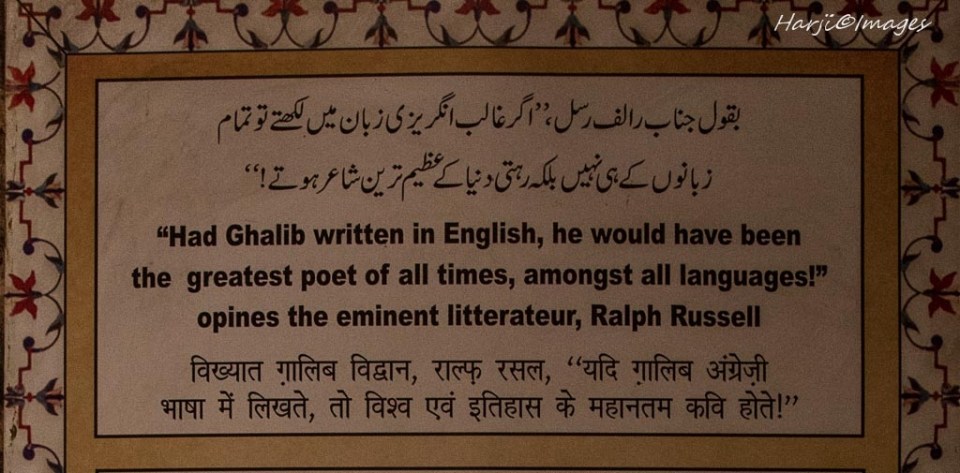 Harji©Images
بقول جناب رالف رسل، ”اگر غالب انگریزی زبان میں لکھتے تو تمام
زبانوں کے ہی نہیں بلکہ رہتی دنیا کے عظیم ترین شاعر ہوتے!“
“Had Ghalib written in English, he would have been
the greatest poet of all times, amongst all languages!”
opines the eminent litterateur, Ralph Russell
विख्यात ग़ालिब विद्वान, राल्फ़ रसल, ‘‘यदि ग़ालिब अंग्रेज़ी
भाषा में लिखते, तो विश्व एवं इतिहास के महानतम कवि होते!’’